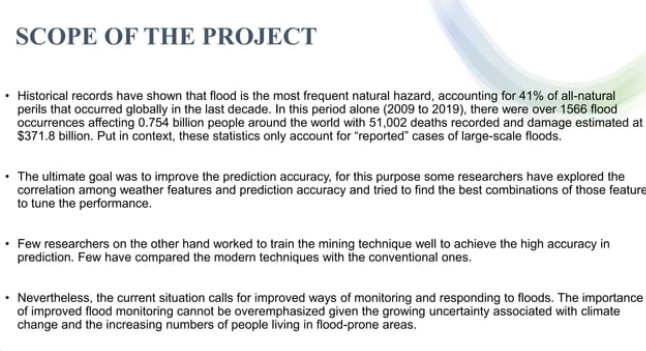 SCOPE OF THE PROJECT
• Historical records have shown that flood is the most frequent natural hazard, accounting for 41% of all-natural
perils that occurred globally in the last decade. In this period alone (2009 to 2019), there were over 1566 flood
occurrences affecting 0.754 billion people around the world with 51,002 deaths recorded and damage estimated at
$371.8 billion. Put in context, these statistics only account for “reported” cases of large-scale floods.
• The ultimate goal was to improve the prediction accuracy, for this purpose some researchers have explored the
correlation among weather features and prediction accuracy and tried to find the best combinations of those feature
to tune the performance.
• Few researchers on the other hand worked to train the mining technique well to achieve the high accuracy in
prediction. Few have compared the modern techniques with the conventional ones.
• Nevertheless, the current situation calls for improved ways of monitoring and responding to floods. The importance
of improved flood monitoring cannot be overemphasized given the growing uncertainty associated with climate
change and the increasing numbers of people living in flood-prone areas.